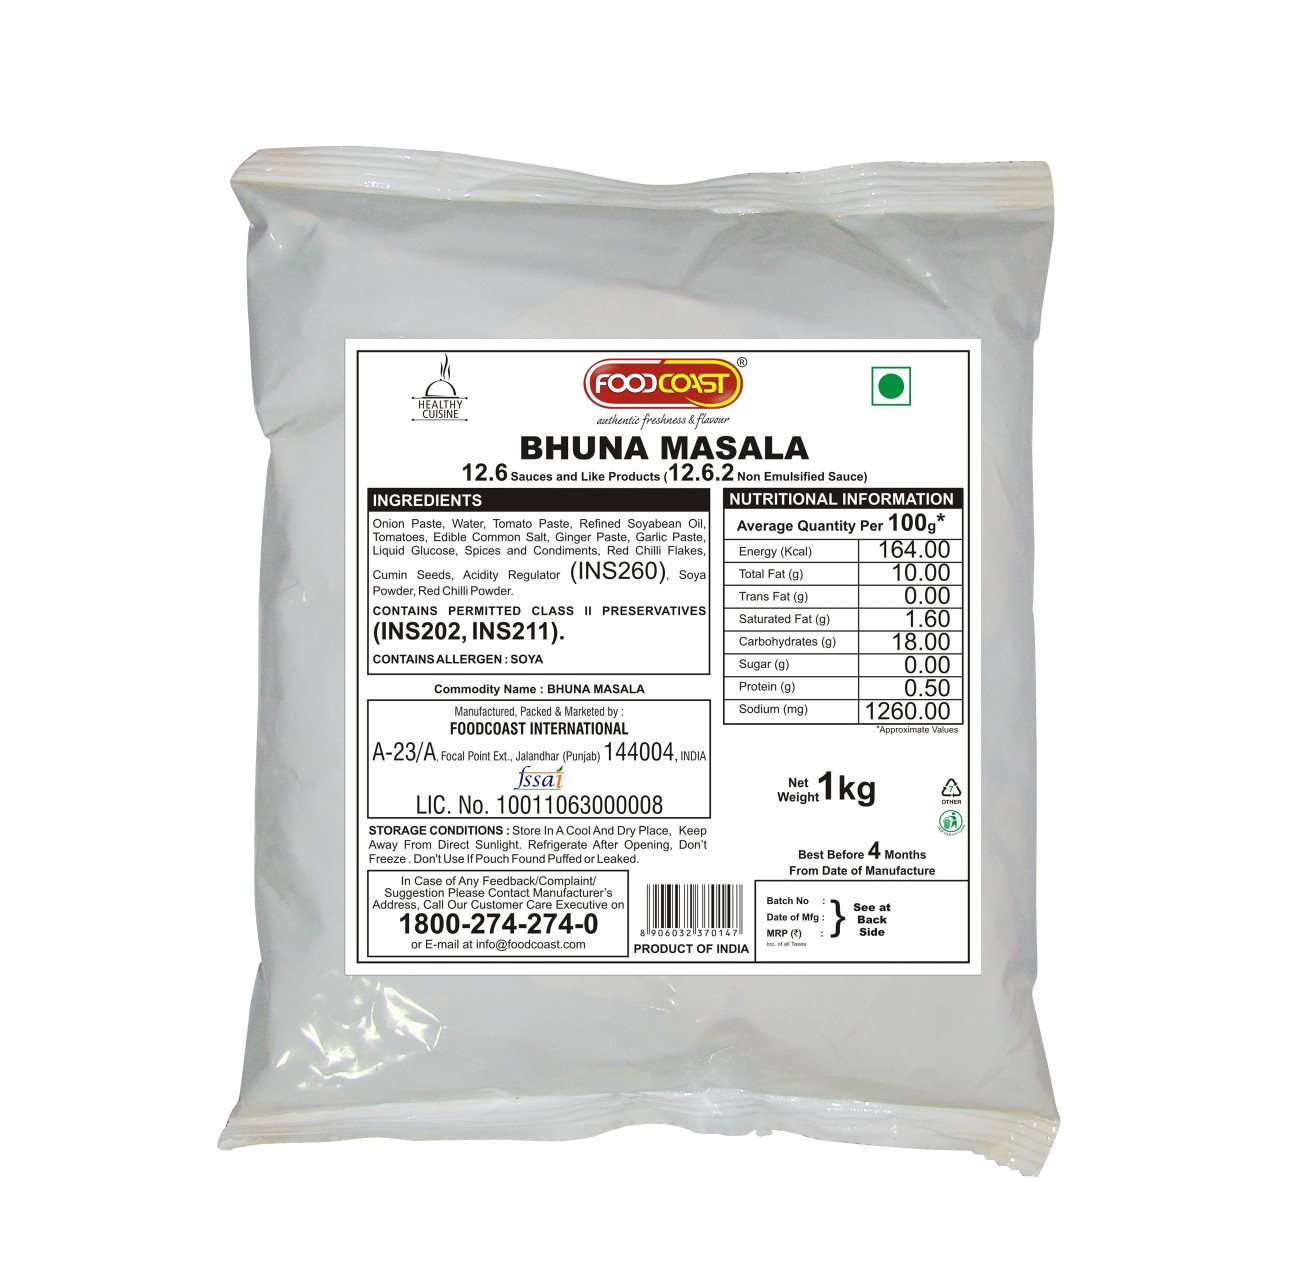 HEALTHY
CUISINE
FOODCOAST®
authentic freshness & flavour
BHUNA MASALA
12.6 Sauces and Like Products (12.6.2 Non Emulsified Sauce)
INGREDIENTS
Onion Paste, Water, Tomato Paste, Refined Soyabean Oil,
Tomatoes, Edible Common Salt, Ginger Paste, Garlic Paste,
Liquid Glucose, Spices and Condiments, Red Chilli Flakes,
Cumin Seeds, Acidity Regulator (INS260), Soya
Powder, Red Chilli Powder.
CONTAINS PERMITTED CLASS II PRESERVATIVES
(INS202, INS211).
CONTAINS ALLERGEN : SOYA
Commodity Name : BHUNA MASALA
Manufactured, Packed & Marketed by :
FOODCOAST INTERNATIONAL
A-23/A, Focal Point Ext., Jalandhar (Punjab) 144004, INDIA
fssai
LIC. No. 10011063000008
STORAGE CONDITIONS : Store In A Cool And Dry Place, Keep
Away From Direct Sunlight. Refrigerate After Opening, Don't
Freeze . Don't Use If Pouch Found Puffed or Leaked.
In Case of Any Feedback/Complaint/
Suggestion Please Contact Manufacturer's
Address, Call Our Customer Care Executive on
1800-274-274-0
or E-mail at info@foodcoast.com
8 906032 370147
PRODUCT OF INDIA
NUTRITIONAL INFORMATION
Average Quantity Per 100g*
Energy (Kcal) 164.00
Total Fat (g) 10.00
Trans Fat (g) 0.00
Saturated Fat (g) 1.60
Carbohydrates (g) 18.00
Sugar (g) 0.00
Protein (g) 0.50
Sodium (mg) 1260.00
*Approximate Values
Net
Weight 1kg
7
OTHER
Best Before 4 Months
From Date of Manufacture
Batch No :
Date of Mfg :
MRP (₹) :
Inc. of all Taxes
See at
Back
Side